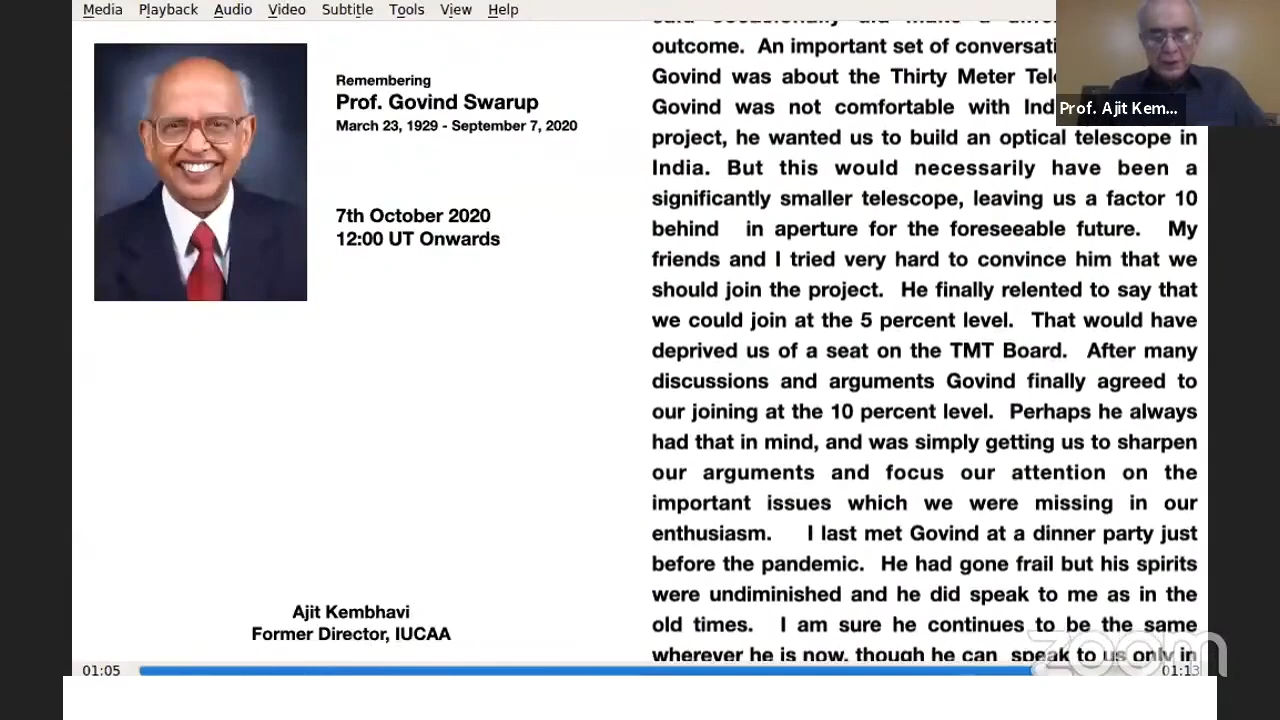 Media Playback Audio Video Subtitle Tools View Help
Remembering
Prof. Govind Swarup
March 23, 1929 - September 7, 2020
7th October 2020
12:00 UT Onwards
Ajit Kembhavi
Former Director, IUCAA
said occasionally did make a
outcome. An important set of
Govind was about the Thirty Meter
Govind was not comfortable with
project, he wanted us to build an optical telescope in
India. But this would necessarily have been a
significantly smaller telescope, leaving us a factor 10
behind in aperture for the foreseeable future. My
friends and I tried very hard to convince him that we
should join the project. He finally relented to say that
we could join at the 5 percent level. That would have
deprived us of a seat on the TMT Board. After many
discussions and arguments Govind finally agreed to
our joining at the 10 percent level. Perhaps he always
had that in mind, and was simply getting us to sharpen
our arguments and focus our attention on the
important issues which we were missing in our
enthusiasm. I last met Govind at a dinner party just
before the pandemic. He had gone frail but his spirits
were undiminished and he did speak to me as in the
old times. I am sure he continues to be the same
wherever he is now, though he can speak to us only in
Prof. Ajit Kem...
zoom
01:05
01:13